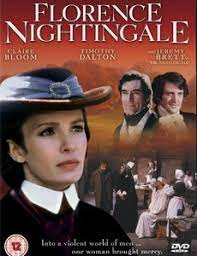 FLORENCE
NIGHTINGALE
CLAIRE BLOOM
TIMOTHY DALTON
AND JEREMY BRETT
Into a violent world of men...
one woman brought mercy.
12
DVD